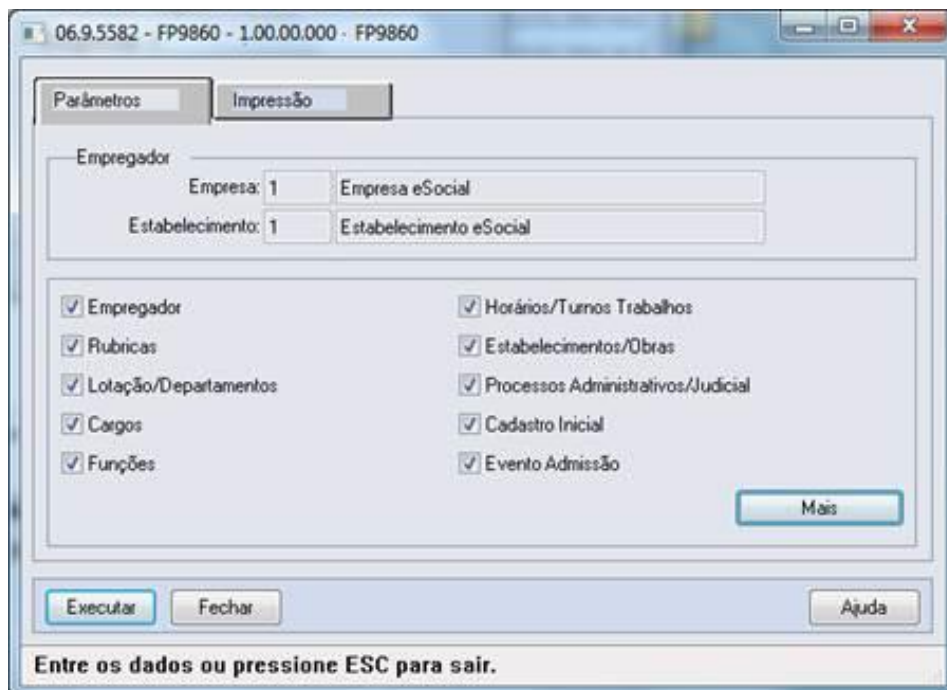 06.9.5582 - FP9860 - 1.00.00.000 - FP9860
Parâmetros
Impressão
Empregador
Empresa: 1 Empresa eSocial
Estabelecimento: 1 Estabelecimento eSocial
Empregador
Horários/Turnos Trabalhos
Rubricas
Estabelecimentos/Obras
Lotação/Departamentos
Processos Administrativos/Judicial
Cargos
Cadastro Inicial
Funções
Evento Admissão
Mais
Executar
Fechar
Ajuda
Entre os dados ou pressione ESC para sair.